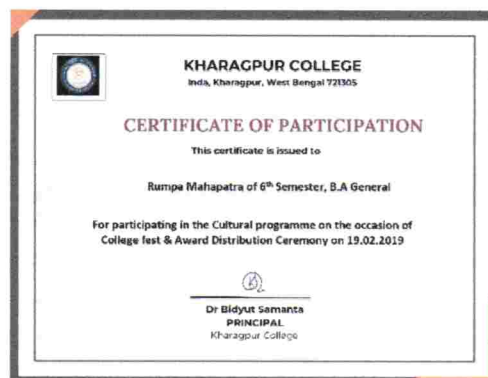 KHARAGPUR COLLEGE
Inda, Kharagpur, West Bengal 721305
CERTIFICATE OF PARTICIPATION
This certificate is issued to
Rumpa Mahapatra of 6th Semester, B.A General
For participating in the Cultural programme on the occasion of
College fest & Award Distribution Ceremony on 19.02.2019
Dr Bidyut Samanta
PRINCIPAL
Kharagpur College